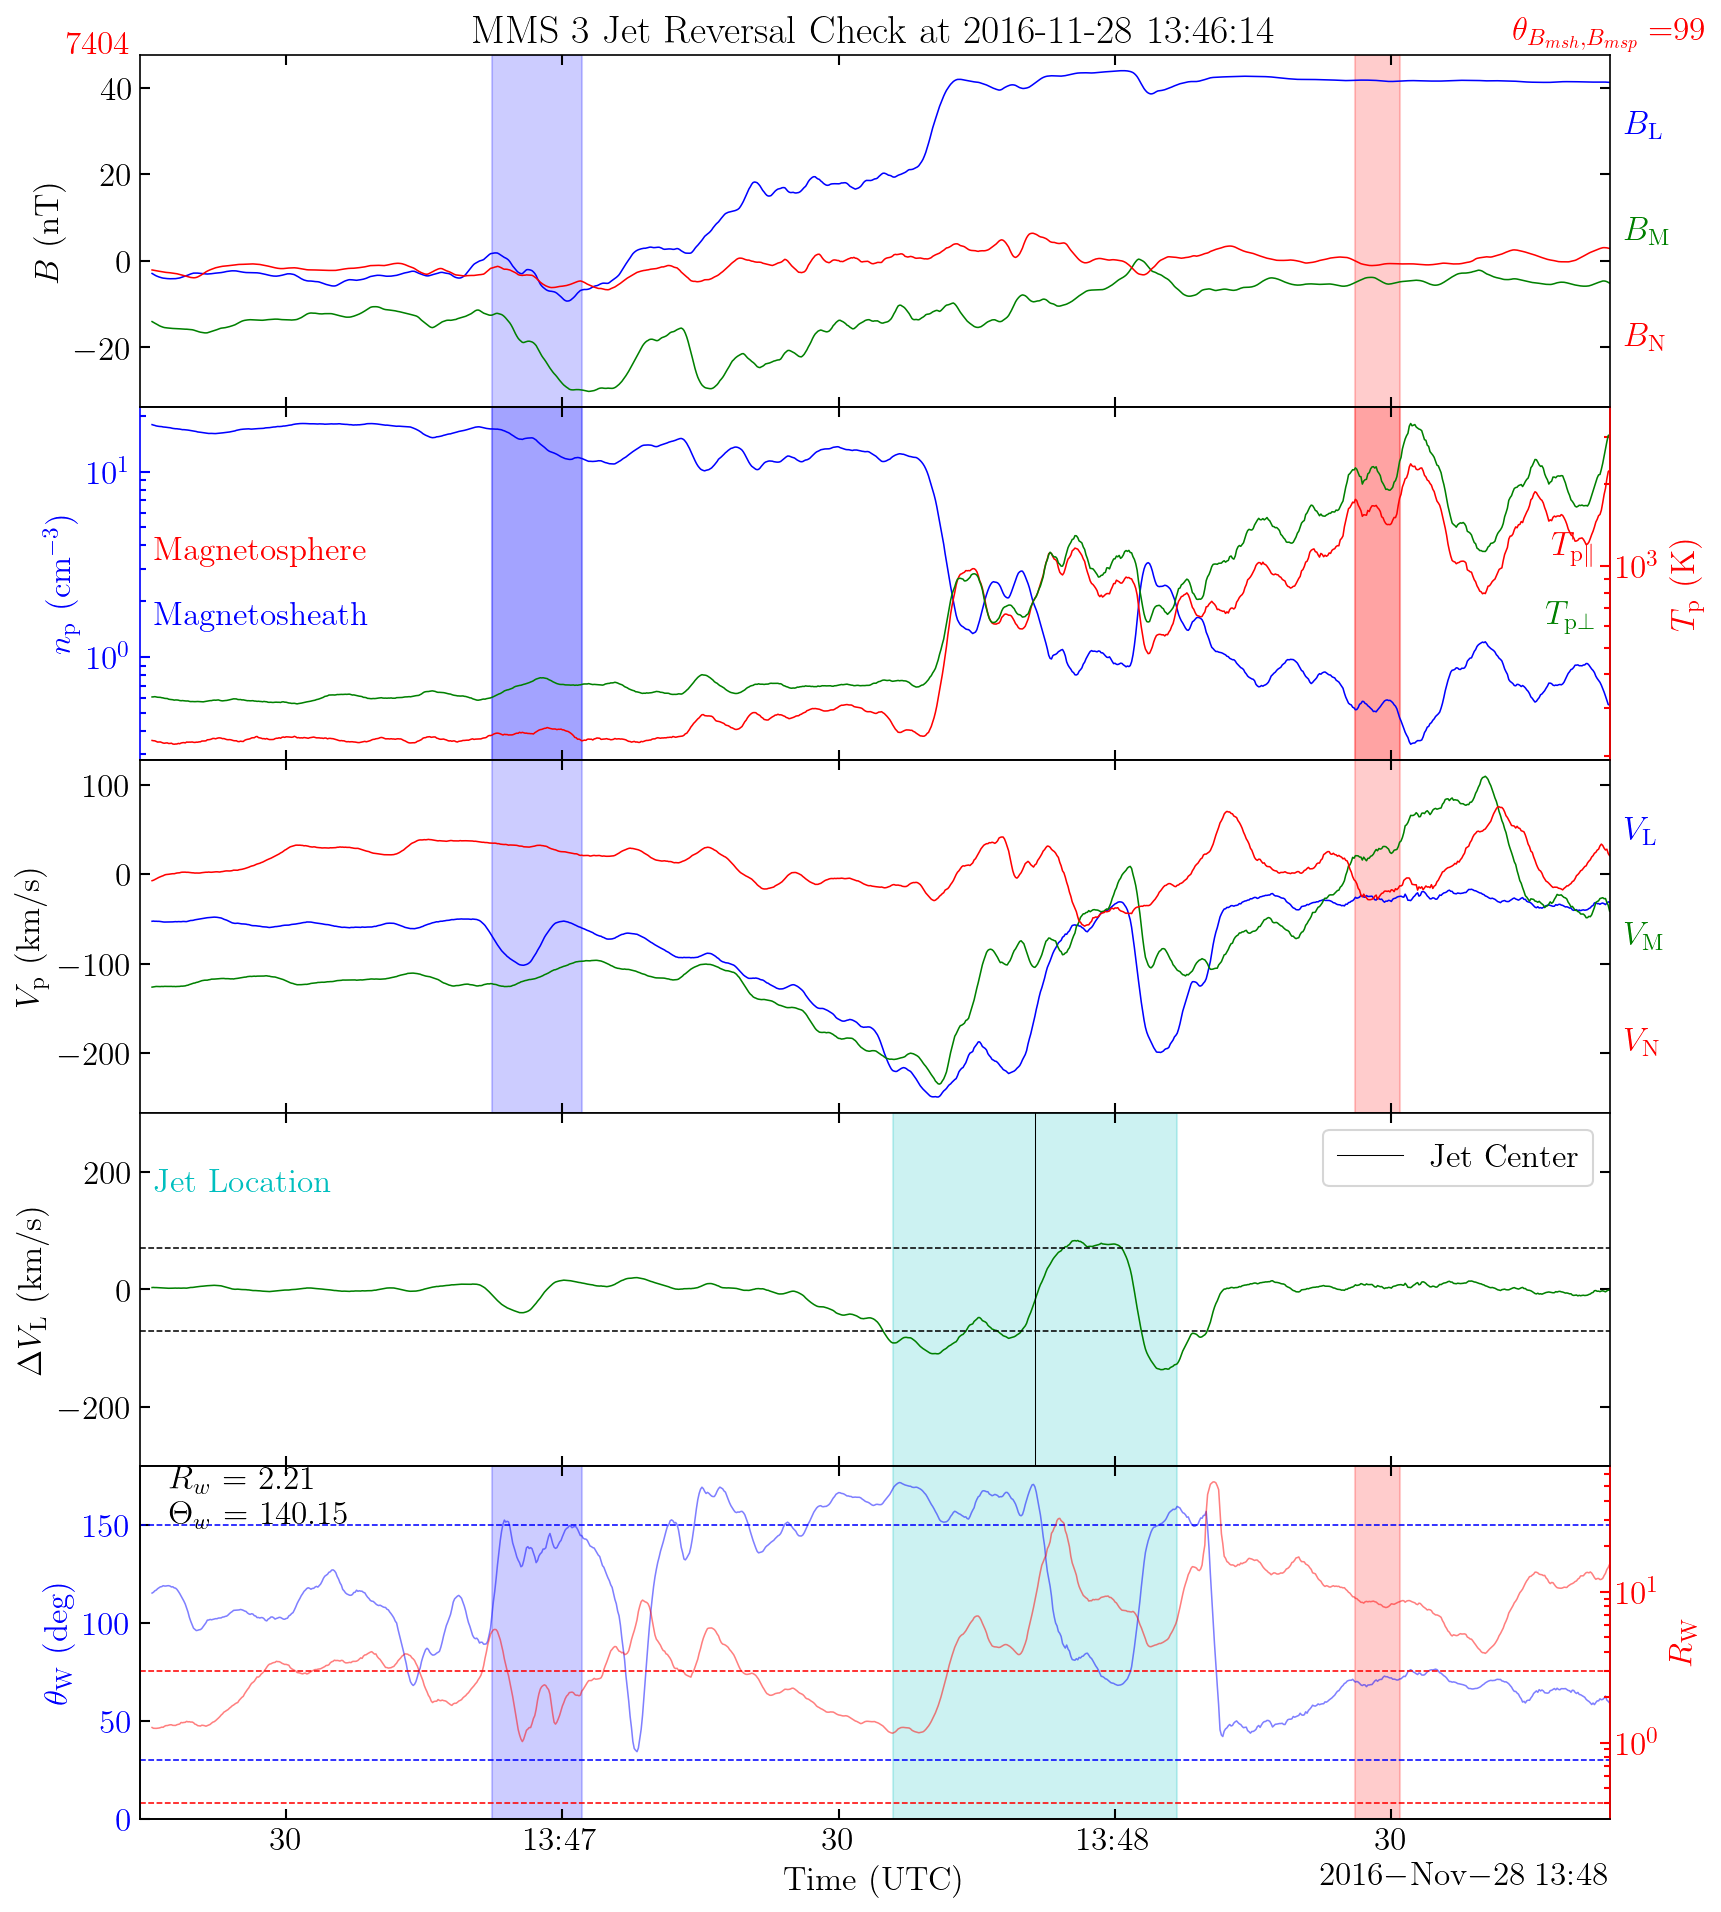 MMS 3 Jet Reversal Check at 2016-11-28 13:46:14
7404
θ_{B_{msh},B_{msp}} =99
40
20
0
−20
B (nT)
B_L
B_M
B_N
10^1
10^0
n_p (cm^{−3})
Magnetosphere
Magnetosheath
T_{p∥}
T_{p⊥}
10^3
T_p (K)
100
0
−100
−200
V_p (km/s)
V_L
V_M
V_N
Jet Location
Jet Center
200
0
−200
ΔV_L (km/s)
R_w = 2.21
Θ_w = 140.15
150
100
50
0
θ_W (deg)
10^1
10^0
R_W
30
13:47
30
13:48
30
Time (UTC)
2016−Nov−28 13:48